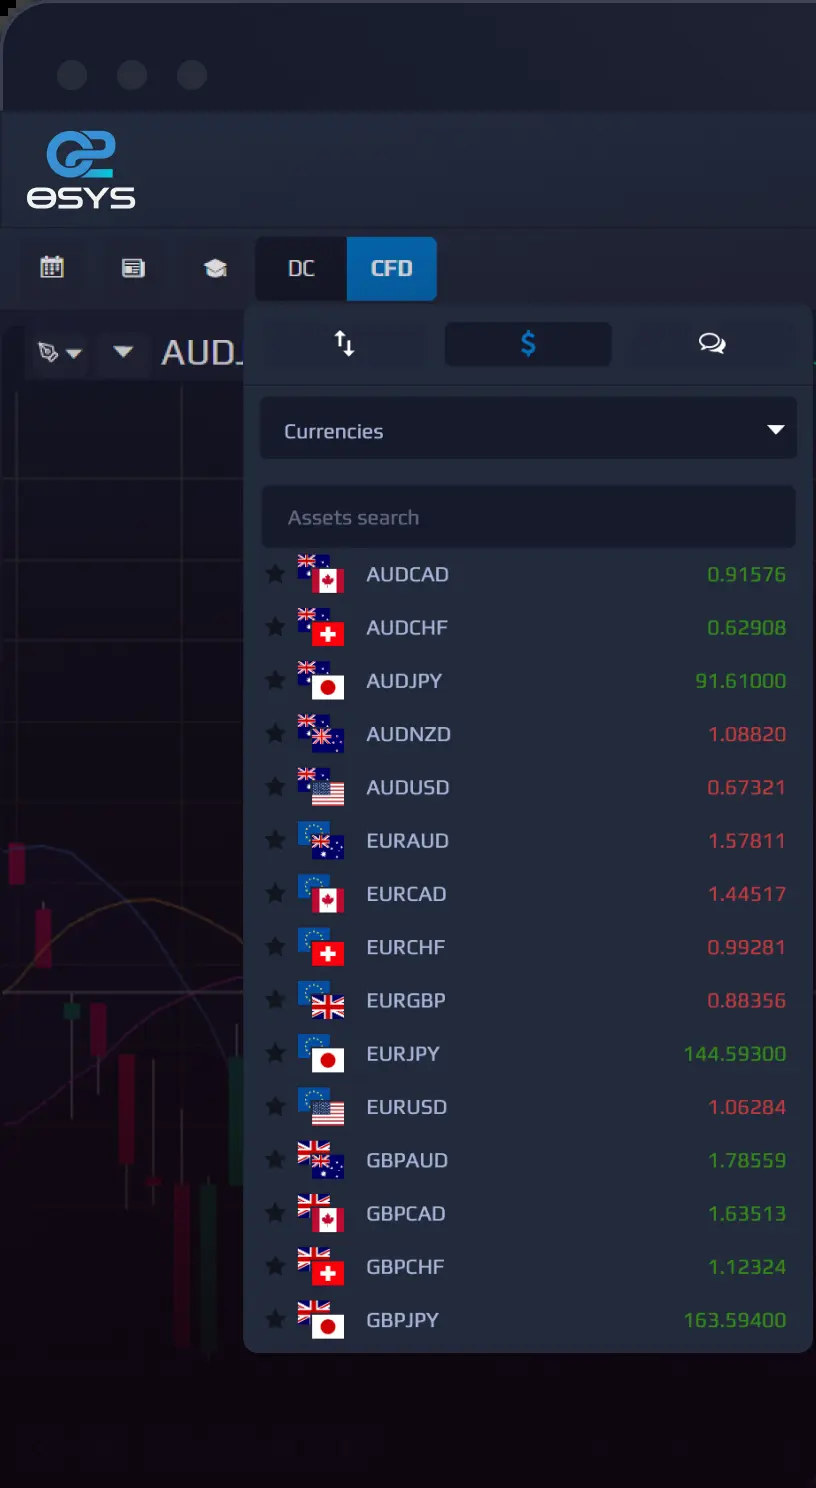 OSYS
DC CFD
AUDJ
$
Currencies
Assets search
AUDCAD 0.91576
AUDCHF 0.62908
AUDJPY 91.61000
AUDNZD 1.08820
AUDUSD 0.67321
EURAUD 1.57811
EURCAD 1.44517
EURCHF 0.99281
EURGBP 0.88356
EURJPY 144.59300
EURUSD 1.06284
GBPAUD 1.78559
GBPCAD 1.63513
GBPCHF 1.12324
GBPJPY 163.59400